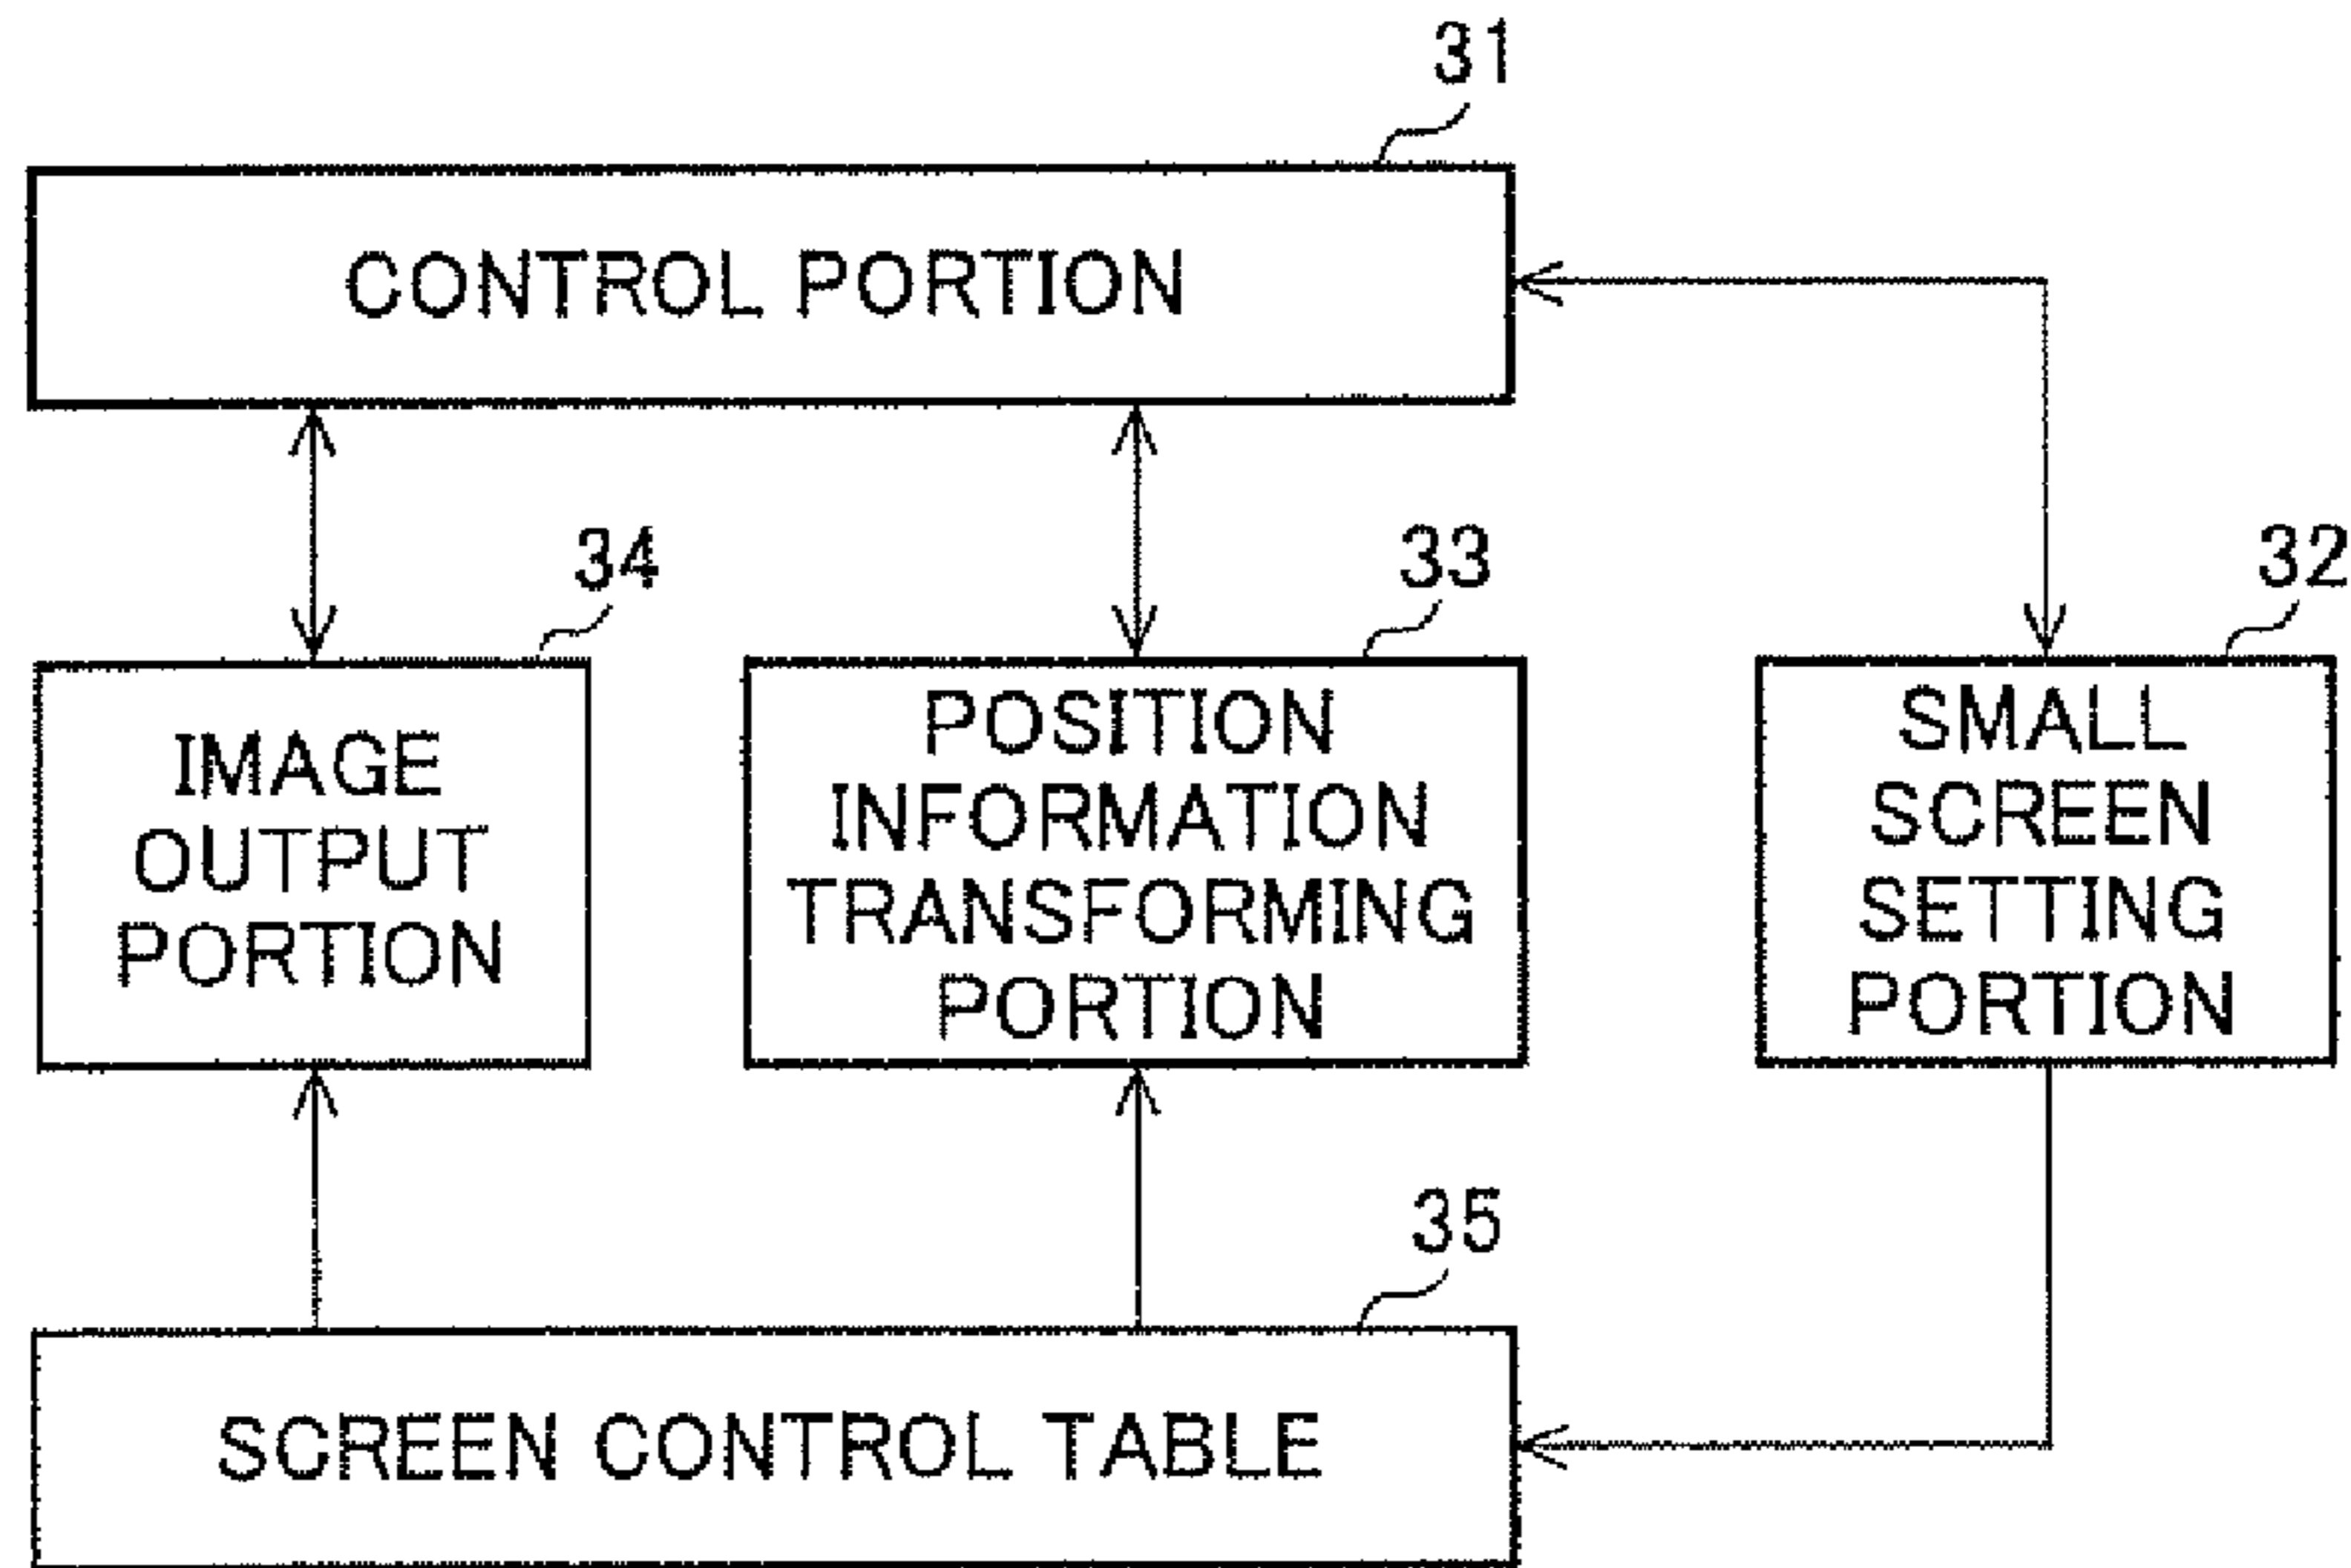 31
CONTROL PORTION
34
IMAGE
OUTPUT
PORTION
33
POSITION
INFORMATION
TRANSFORMING
PORTION
32
SMALL
SCREEN
SETTING
PORTION
35
SCREEN CONTROL TABLE